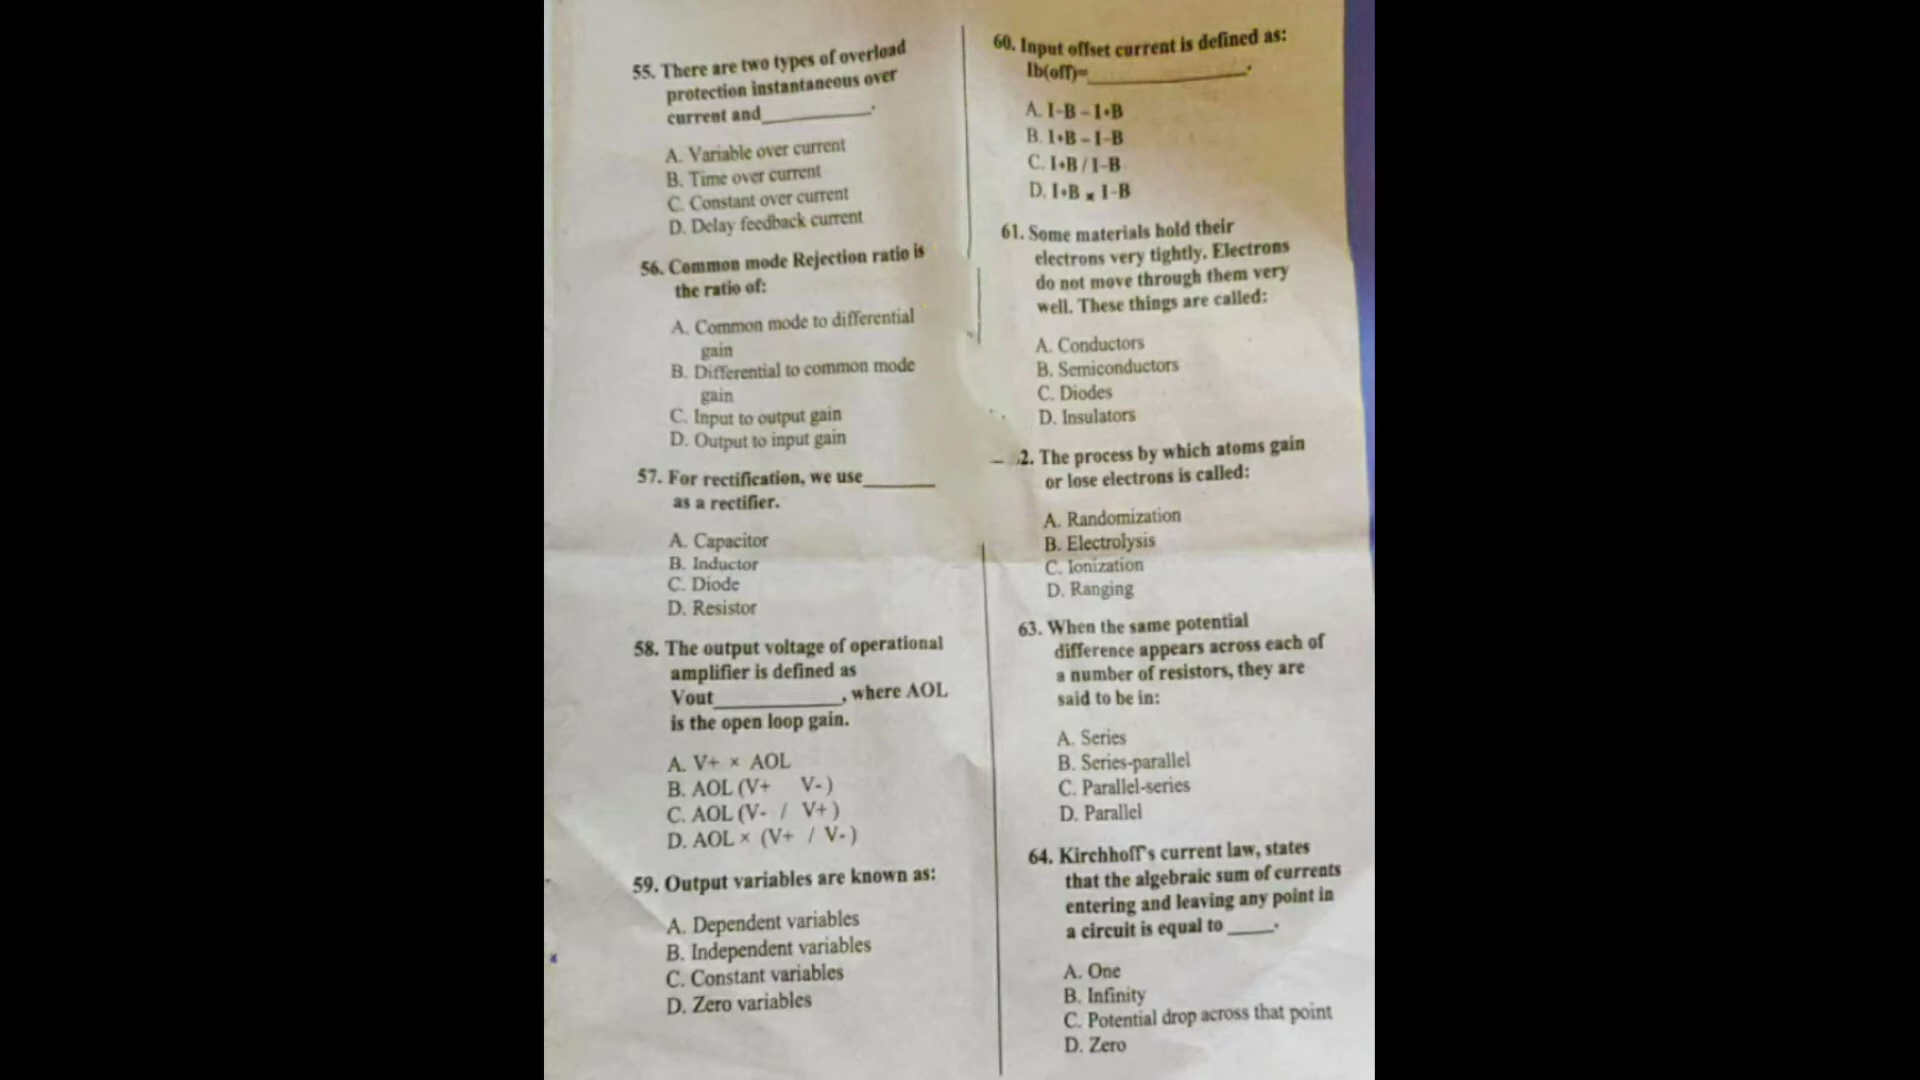 55. There are two types of overload
protection instantaneous over
current and__________.
A. Variable over current
B. Time over current
C. Constant over current
D. Delay feedback current
56. Common mode Rejection ratio is
the ratio of:
A. Common mode to differential
gain
B. Differential to common mode
gain
C. Input to output gain
D. Output to input gain
57. For rectification, we use_______
as a rectifier.
A. Capacitor
B. Inductor
C. Diode
D. Resistor
58. The output voltage of operational
amplifier is defined as
Vout____________, where AOL
is the open loop gain.
A. V+ × AOL
B. AOL (V+ V- )
C. AOL (V- / V+ )
D. AOL × (V+ / V- )
59. Output variables are known as:
A. Dependent variables
B. Independent variables
C. Constant variables
D. Zero variables
60. Input offset current is defined as:
Ib(off)=______________.
A. I-B – I+B
B. I+B – I-B
C. I+B / I-B
D. I+B × I-B
61. Some materials hold their
electrons very tightly. Electrons
do not move through them very
well. These things are called:
A. Conductors
B. Semiconductors
C. Diodes
D. Insulators
2. The process by which atoms gain
or lose electrons is called:
A. Randomization
B. Electrolysis
C. Ionization
D. Ranging
63. When the same potential
difference appears across each of
a number of resistors, they are
said to be in:
A. Series
B. Series-parallel
C. Parallel-series
D. Parallel
64. Kirchhoff's current law, states
that the algebraic sum of currents
entering and leaving any point in
a circuit is equal to _____.
A. One
B. Infinity
C. Potential drop across that point
D. Zero